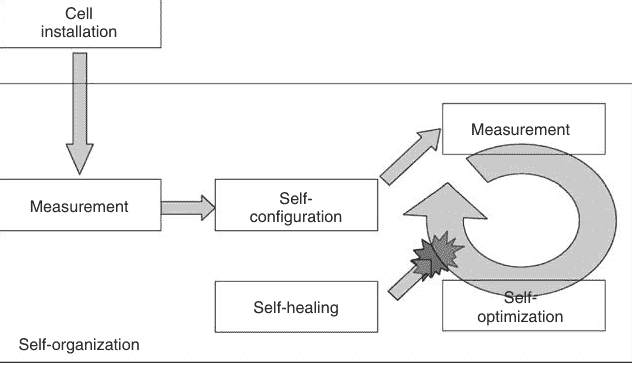 Cell
installation
Measurement
Measurement
Self-
configuration
Self-healing
Self-
optimization
Self-organization